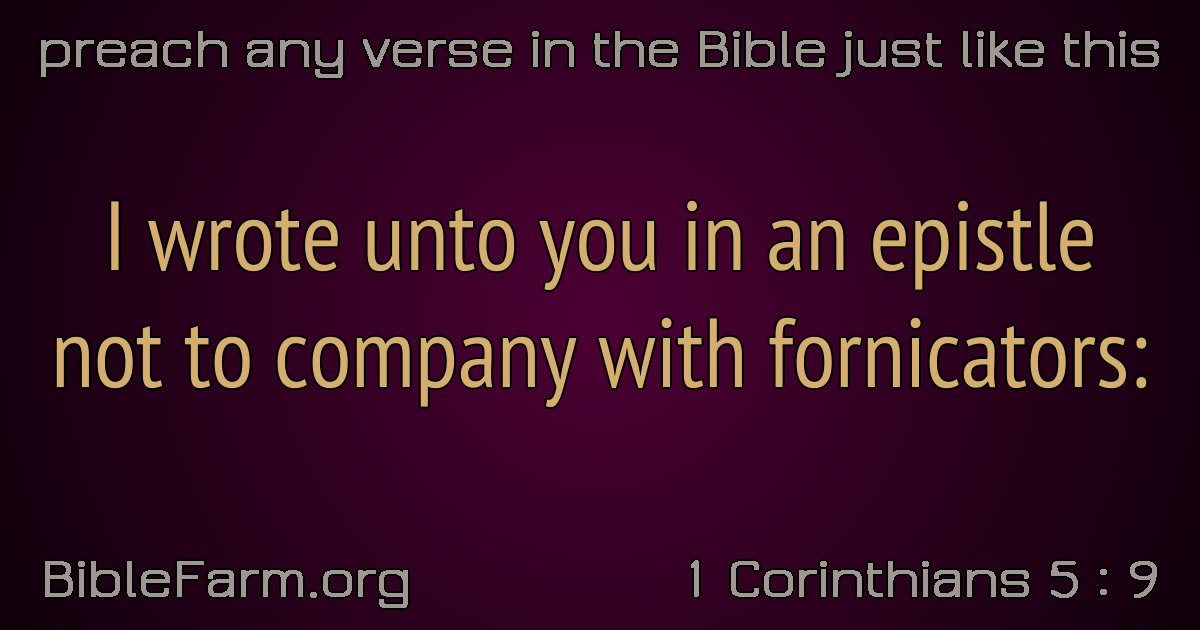 preach any verse in the Bible just like this
I wrote unto you in an epistle
not to company with fornicators:
BibleFarm.org
1 Corinthians 5 : 9